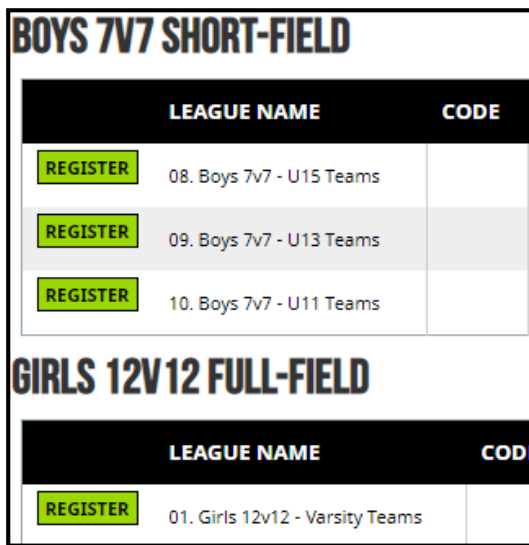 BOYS 7V7 SHORT-FIELD
LEAGUE NAME CODE
REGISTER 08. Boys 7v7 - U15 Teams
REGISTER 09. Boys 7v7 - U13 Teams
REGISTER 10. Boys 7v7 - U11 Teams
GIRLS 12V12 FULL-FIELD
LEAGUE NAME COD
REGISTER 01. Girls 12v12 - Varsity Teams